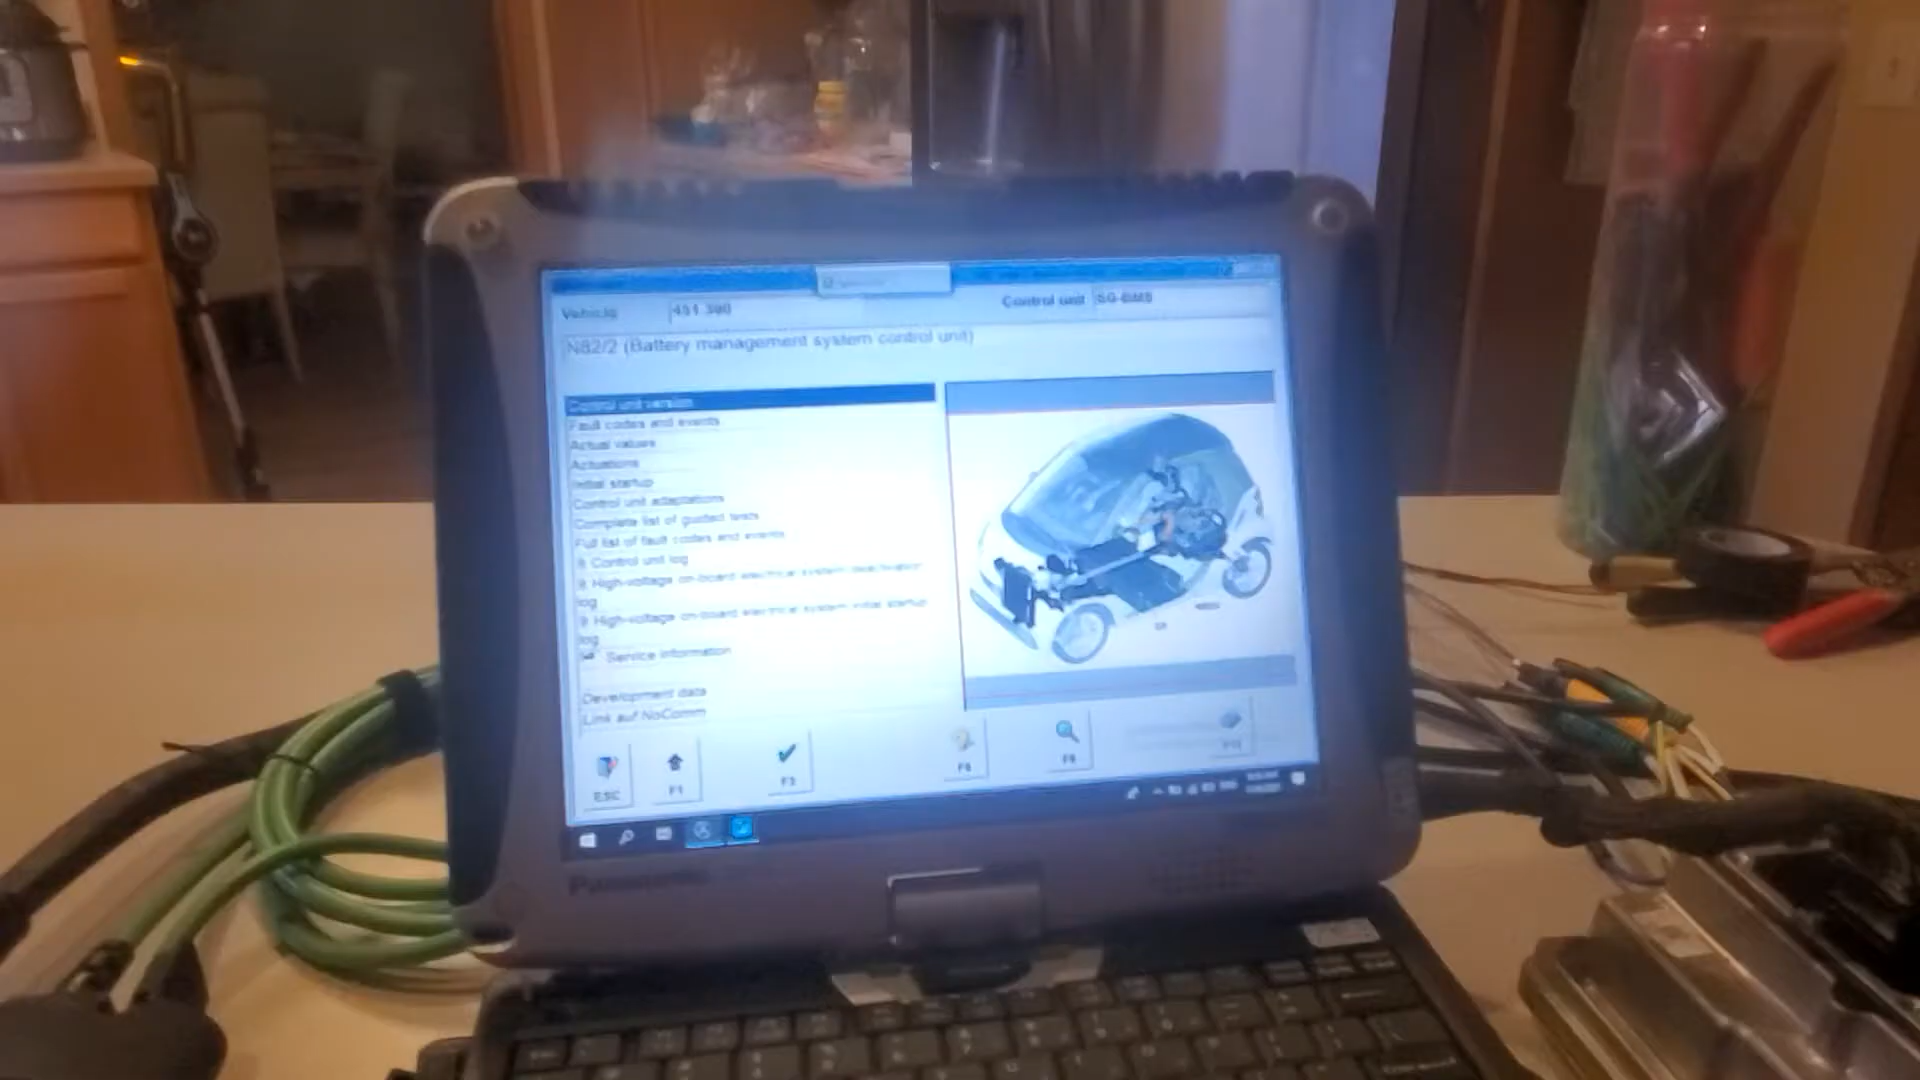 Vehicle 451.390 Control unit SG-BMS
N82/2 (Battery management system control unit)
Control unit version
Fault codes and events
Actual values
Actuations
Initial startup
Control unit adaptations
Complete list of guided tests
Full list of fault codes and events
Control unit log
High-voltage on-board electrical system deactivation
log
High-voltage on-board electrical system initial startup
log
Service information
Development data
Link auf NoComm
ESC F1 F3
Panasonic